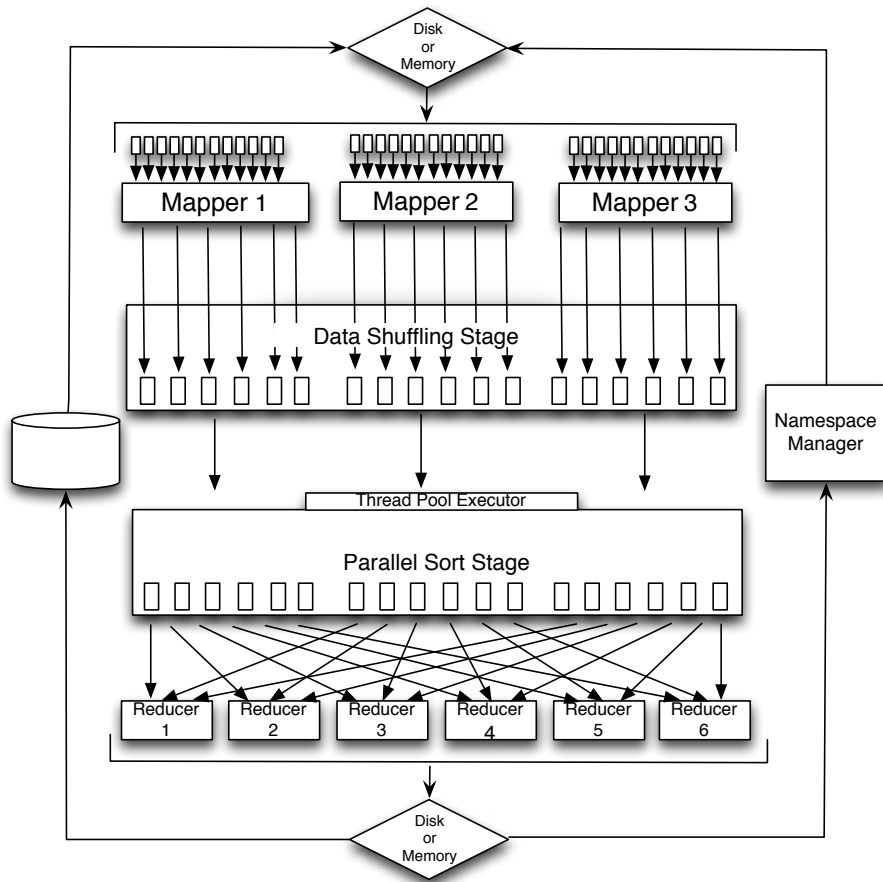 Disk
or
Memory
Mapper 1
Mapper 2
Mapper 3
Data Shuffling Stage
Namespace
Manager
Thread Pool Executor
Parallel Sort Stage
Reducer
1
Reducer
2
Reducer
3
Reducer
4
Reducer
5
Reducer
6
Disk
or
Memory